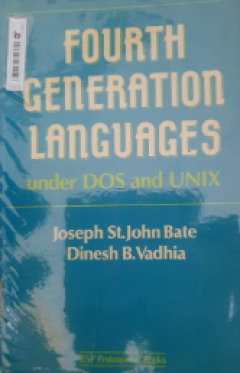 FOURTH
GENERATION
LANGUAGES
under DOS and UNIX
Joseph St. John Bate
Dinesh B. Vadhia
BSP Professional Books